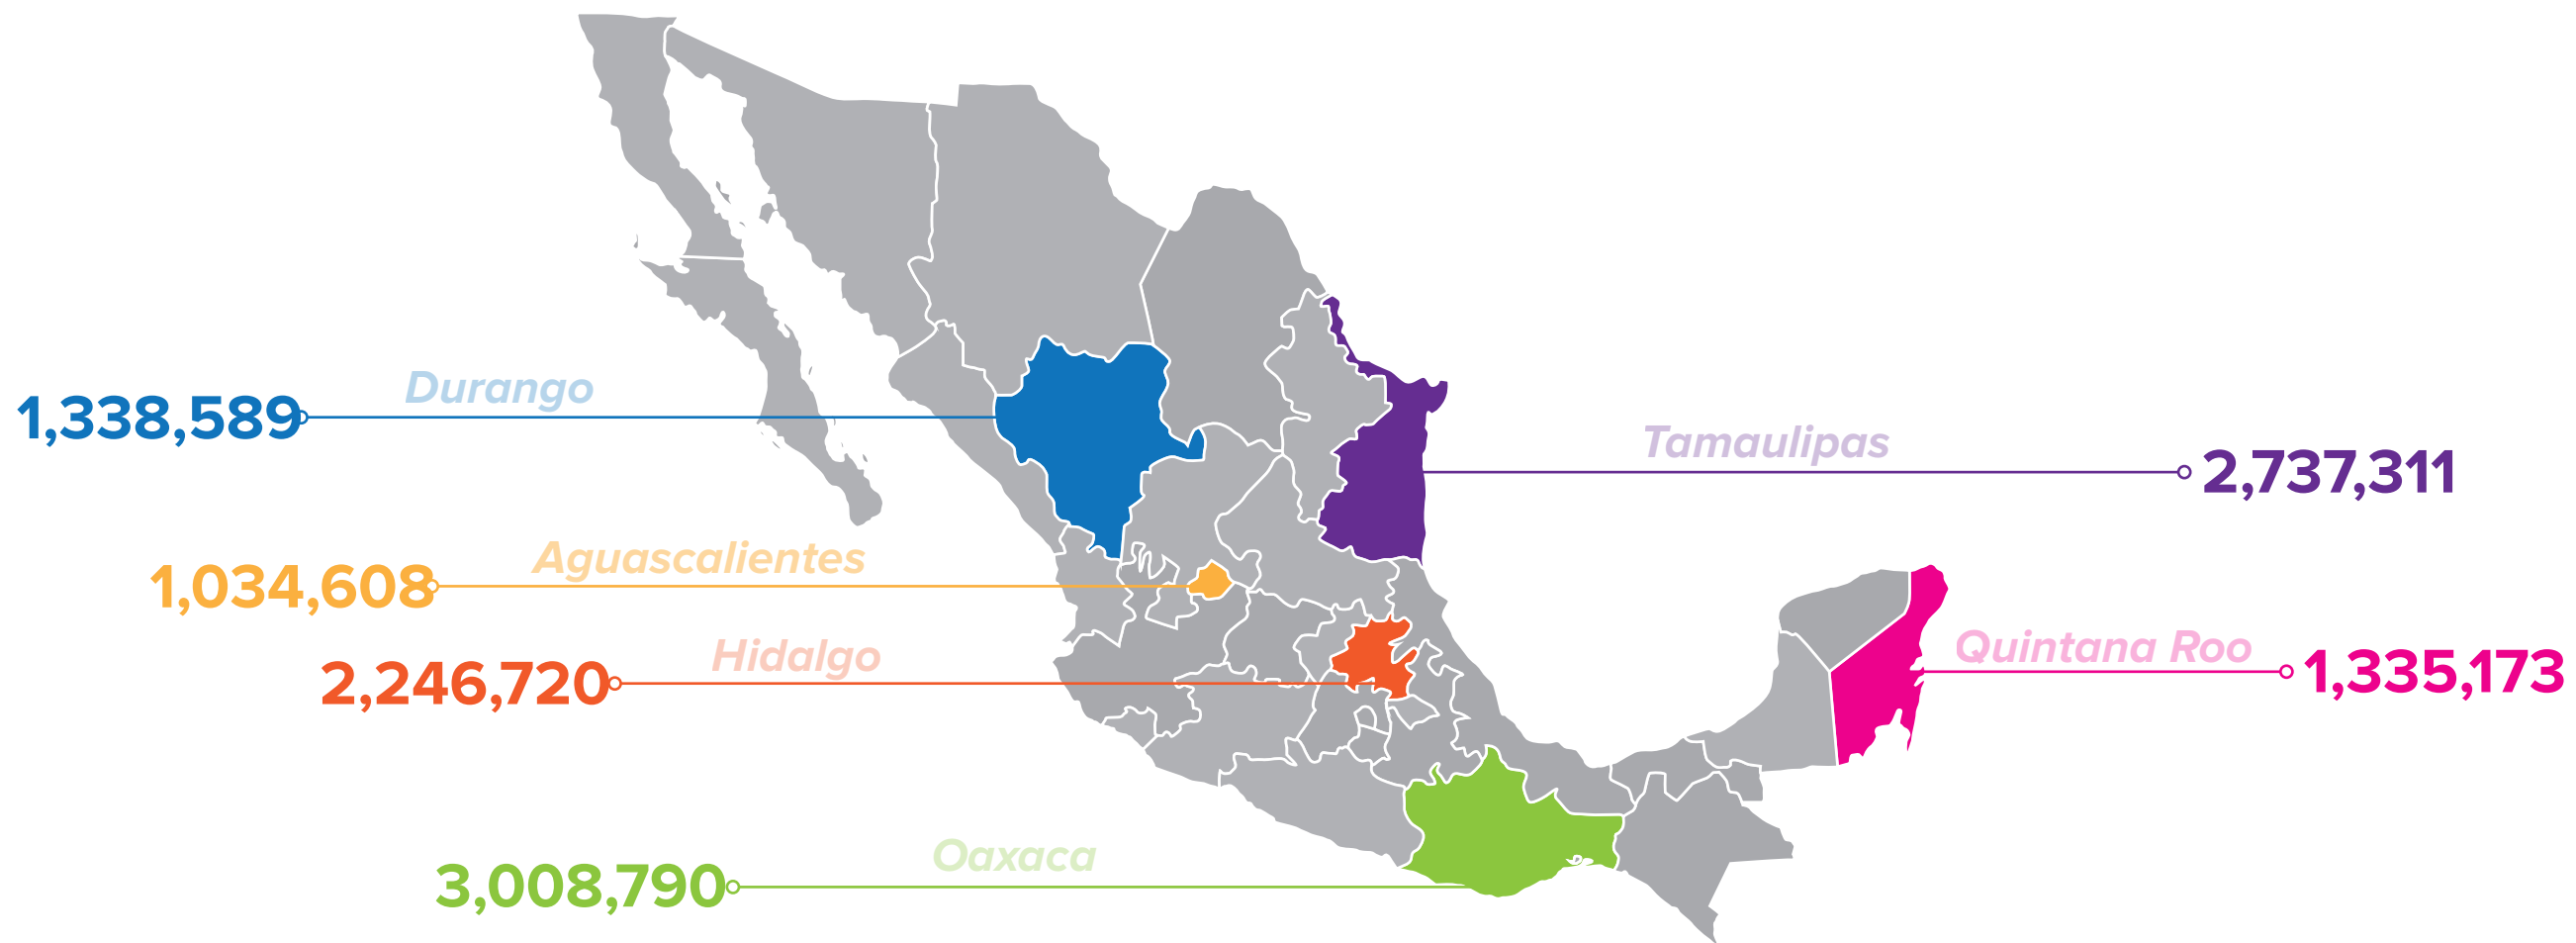 Durango
1,338,589
Tamaulipas
2,737,311
Aguascalientes
1,034,608
Hidalgo
2,246,720
Quintana Roo
1,335,173
Oaxaca
3,008,790